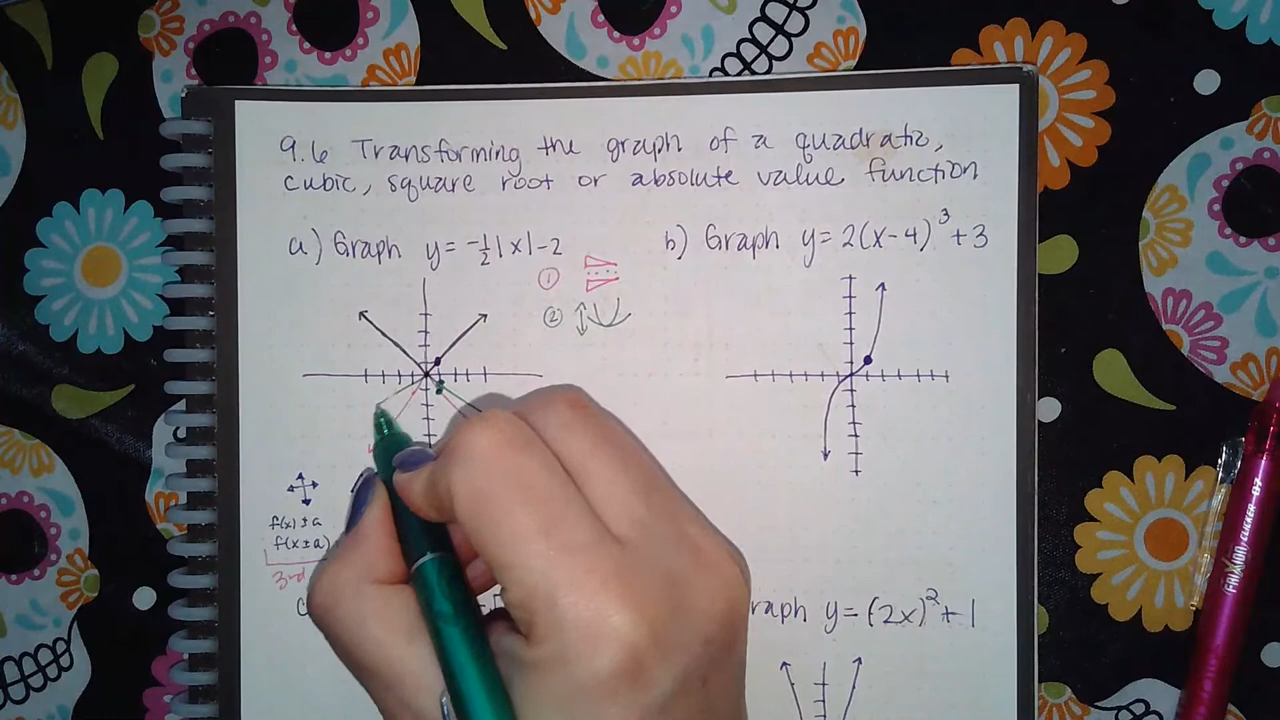 9.6 Transforming the graph of a quadratic,
cubic, square root or absolute value function
a) Graph y = -½|x| - 2
①
②
b) Graph y = 2(x-4)³ + 3
f(x) ± a
f(x ± a)
3rd
y = (2x)² + 1
FRIXION CLICKER 07